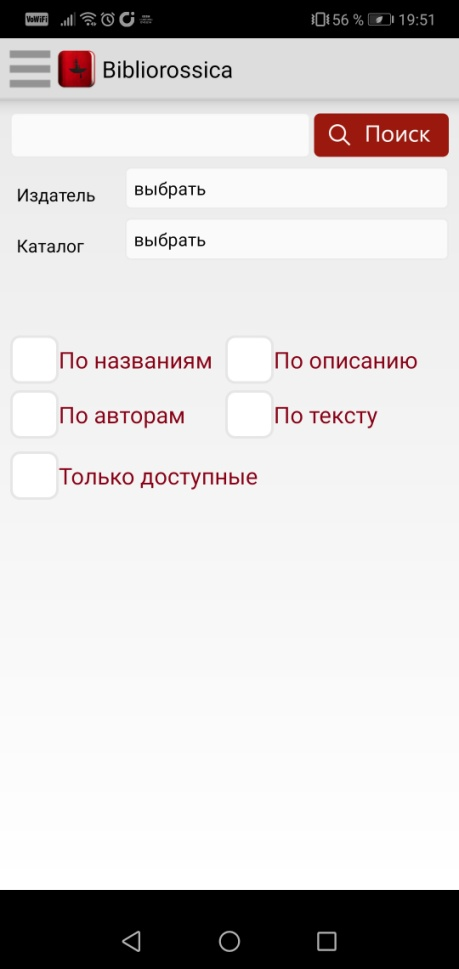 VoWiFi 56 % 19:51
Bibliorossica
Поиск
Издатель выбрать
Каталог выбрать
По названиям По описанию
По авторам По тексту
Только доступные